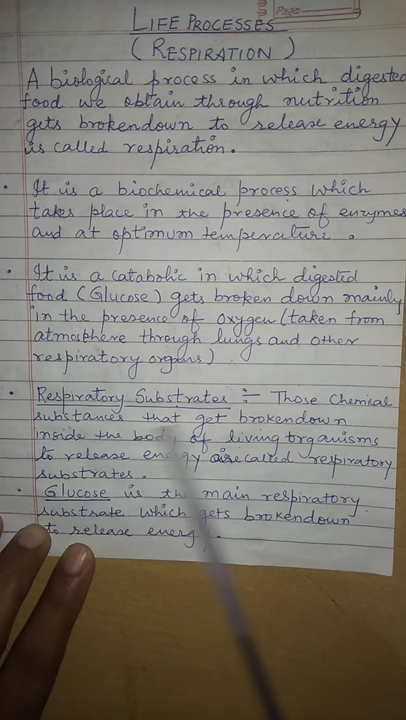 Page
LIFE PROCESSES
( RESPIRATION )
A biological process in which digested
food we obtain through nutrition
gets brokendown to release energy
is called respiration.
• It is a biochemical process which
takes place in the presence of enzymes
and at optimum temperature.
• It is a catabolic in which digested
food (Glucose) gets broken down mainly
in the presence of oxygen (taken from
atmosphere through lungs and other
respiratory organs)
• Respiratory Substrates :- Those Chemical
substances that get brokendown
inside the body of living organisms
to release energy are called respiratory
substrates.
• Glucose is the main respiratory
substrate which gets brokendown
to release energy.